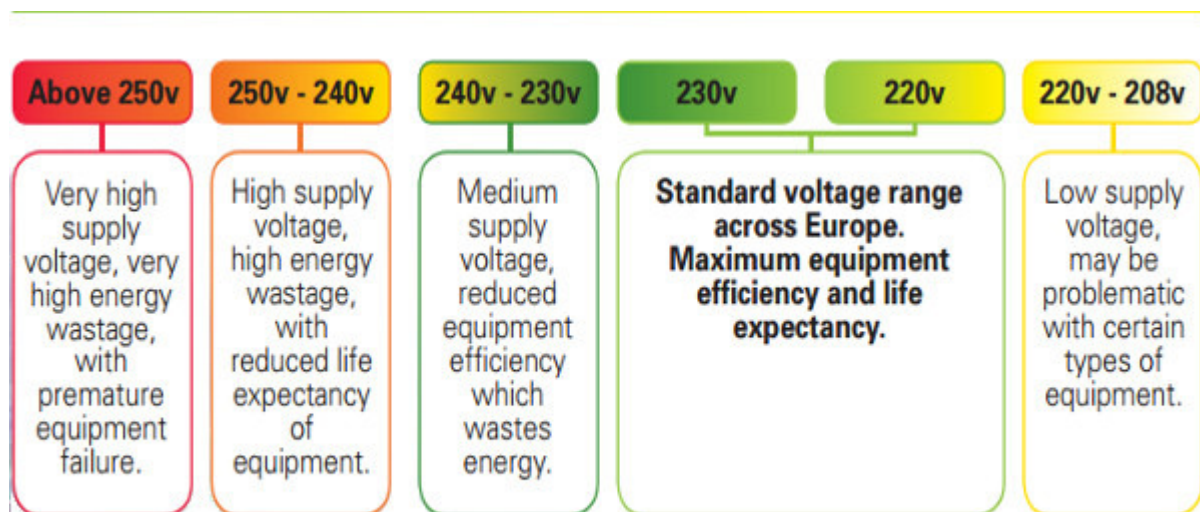 Above 250v
250v - 240v
240v - 230v
230v
220v
220v - 208v
Very high
supply
voltage, very
high energy
wastage,
with
premature
equipment
failure.
High supply
voltage,
high energy
wastage,
with
reduced life
expectancy
of
equipment.
Medium
supply
voltage,
reduced
equipment
efficiency
which
wastes
energy.
Standard voltage range
across Europe.
Maximum equipment
efficiency and life
expectancy.
Low supply
voltage,
may be
problematic
with certain
types of
equipment.